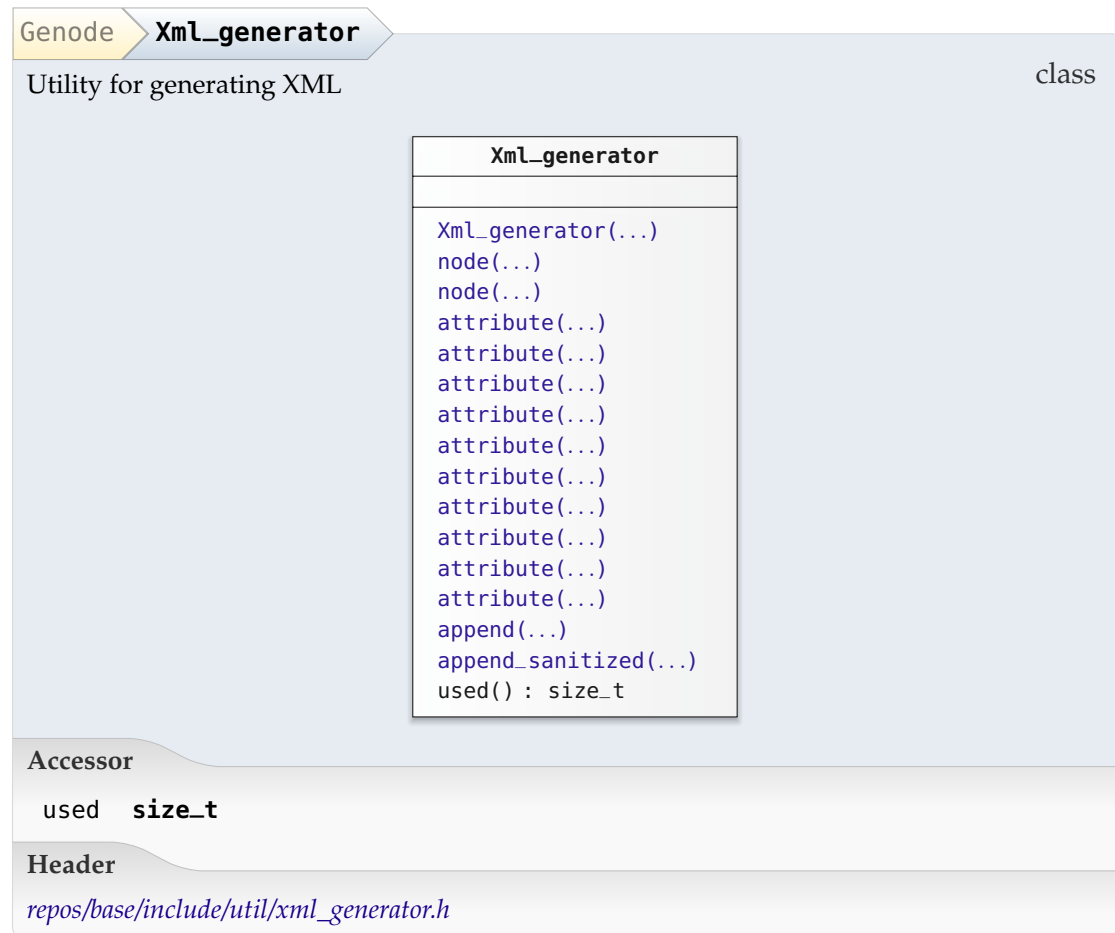 Genode Xml_generator
Utility for generating XML class
Xml_generator
Xml_generator(...)
node(...)
node(...)
attribute(...)
attribute(...)
attribute(...)
attribute(...)
attribute(...)
attribute(...)
attribute(...)
attribute(...)
attribute(...)
attribute(...)
append(...)
append_sanitized(...)
used() : size_t
Accessor
used size_t
Header
repos/base/include/util/xml_generator.h